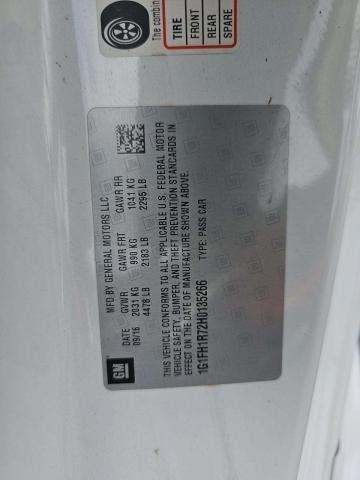 The combin
TIRE
FRONT
REAR
SPARE
GM
MFD BY GENERAL MOTORS LLC
DATE GVWR GAWR FRT GAWR RR
09/16 2031 KG 990 KG 1041 KG
4478 LB 2183 LB 2295 LB
THIS VEHICLE CONFORMS TO ALL APPLICABLE U.S. FEDERAL MOTOR
VEHICLE SAFETY, BUMPER, AND THEFT PREVENTION STANDARDS IN
EFFECT ON THE DATE OF MANUFACTURE SHOWN ABOVE.
1G1FH1R72H0135266 TYPE: PASS CAR